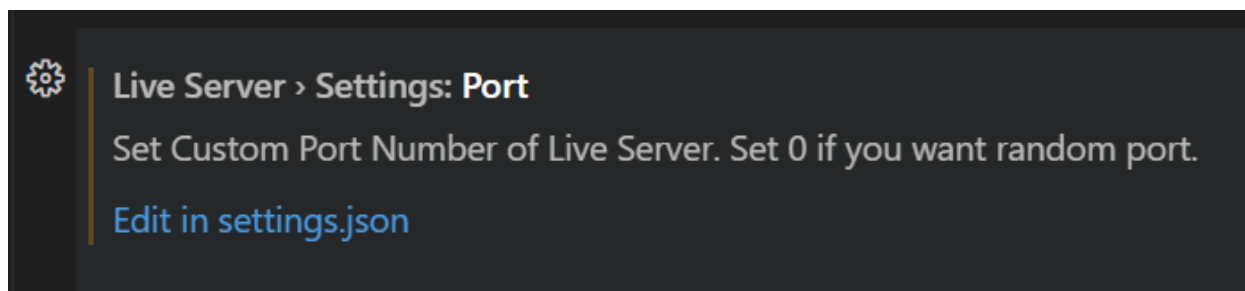 Live Server › Settings: Port
Set Custom Port Number of Live Server. Set 0 if you want random port.
Edit in settings.json